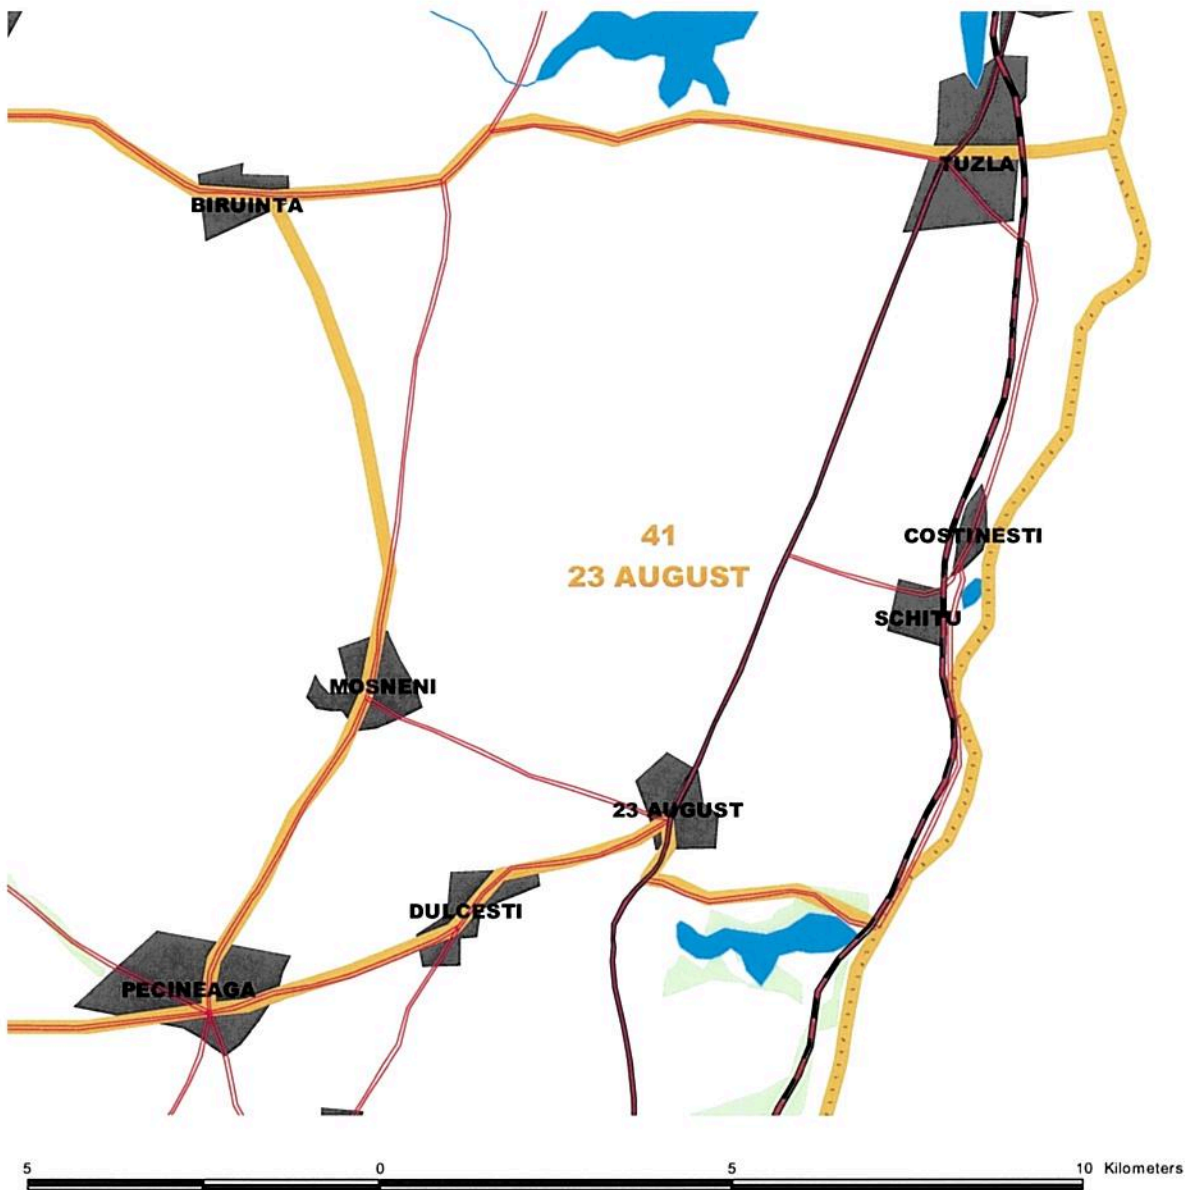 TUZLA
BIRUINTA
41
23 AUGUST
COSTINESTI
SCHITU
MOSNENI
23 AUGUST
DULCESTI
PECINEAGA
5 0 5 10 Kilometers